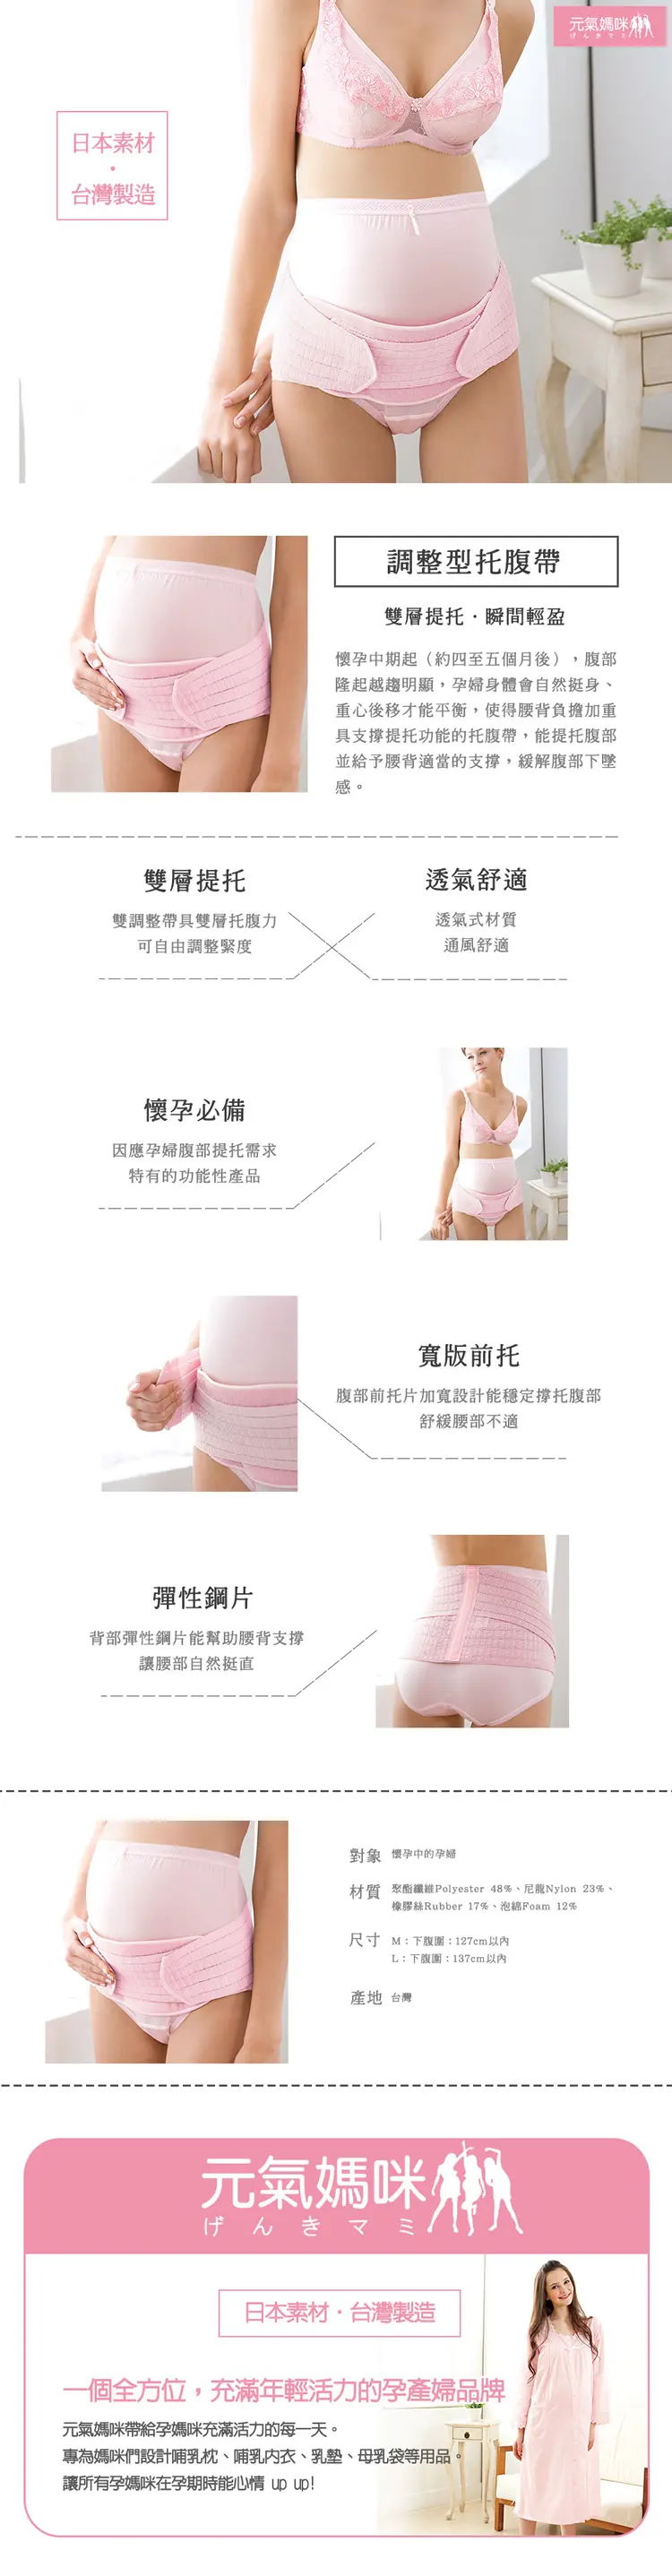 元氣媽咪
げんきマミ
日本素材
·
台灣製造
調整型托腹帶
雙層提托·瞬間輕盈
懷孕中期起（約四至五個月後），腹部
隆起越趨明顯，孕婦身體會自然挺身、
重心後移才能平衡，使得腰背負擔加重
具支撐提托功能的托腹帶，能提托腹部
並給予腰背適當的支撐，緩解腹部下墜
感。
雙層提托
雙調整帶具雙層托腹力
可自由調整緊度
透氣舒適
透氣式材質
通風舒適
懷孕必備
因應孕婦腹部提托需求
特有的功能性產品
寬版前托
腹部前托片加寬設計能穩定撐托腹部
舒緩腰部不適
彈性鋼片
背部彈性鋼片能幫助腰背支撐
讓腰部自然挺直
對象 懷孕中的孕婦
材質 聚酯纖維Polyester 48%、尼龍Nylon 23%、
橡膠絲Rubber 17%、泡綿Foam 12%
尺寸 M：下腹圍：127cm以內
L：下腹圍：137cm以內
產地 台灣
元氣媽咪
げんきマミ
日本素材·台灣製造
一個全方位，充滿年輕活力的孕產婦品牌
元氣媽咪帶給孕媽咪充滿活力的每一天。
專為媽咪們設計哺乳枕、哺乳內衣、乳墊、母乳袋等用品。
讓所有孕媽咪在孕期時能心情 up up!